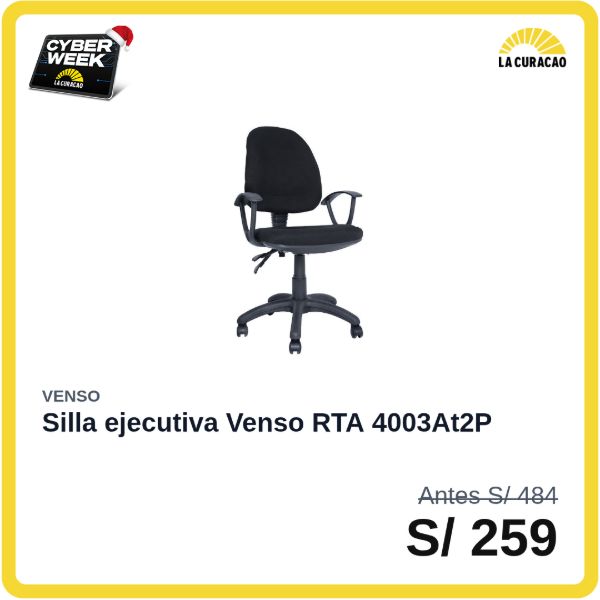 CYBER
WEEK
LA CURACAO
LA CURACAO
VENSO
Silla ejecutiva Venso RTA 4003At2P
Antes S/ 484
S/ 259